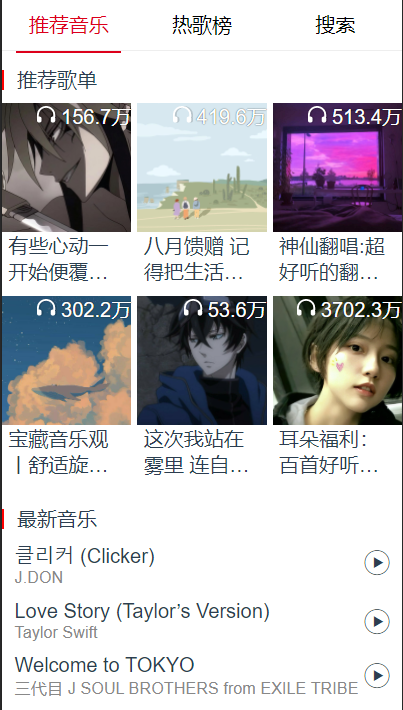 推荐音乐 热歌榜 搜索
推荐歌单
156.7万 419.6万 513.4万
有些心动一 八月馈赠 记 神仙翻唱:超
开始便覆… 得把生活… 好听的翻…
302.2万 53.6万 3702.3万
宝藏音乐观 这次我站在 耳朵福利：
丨舒适旋… 雾里 连自… 百首好听…
最新音乐
클리커 (Clicker)
J.DON
Love Story (Taylor’s Version)
Taylor Swift
Welcome to TOKYO
三代目 J SOUL BROTHERS from EXILE TRIBE